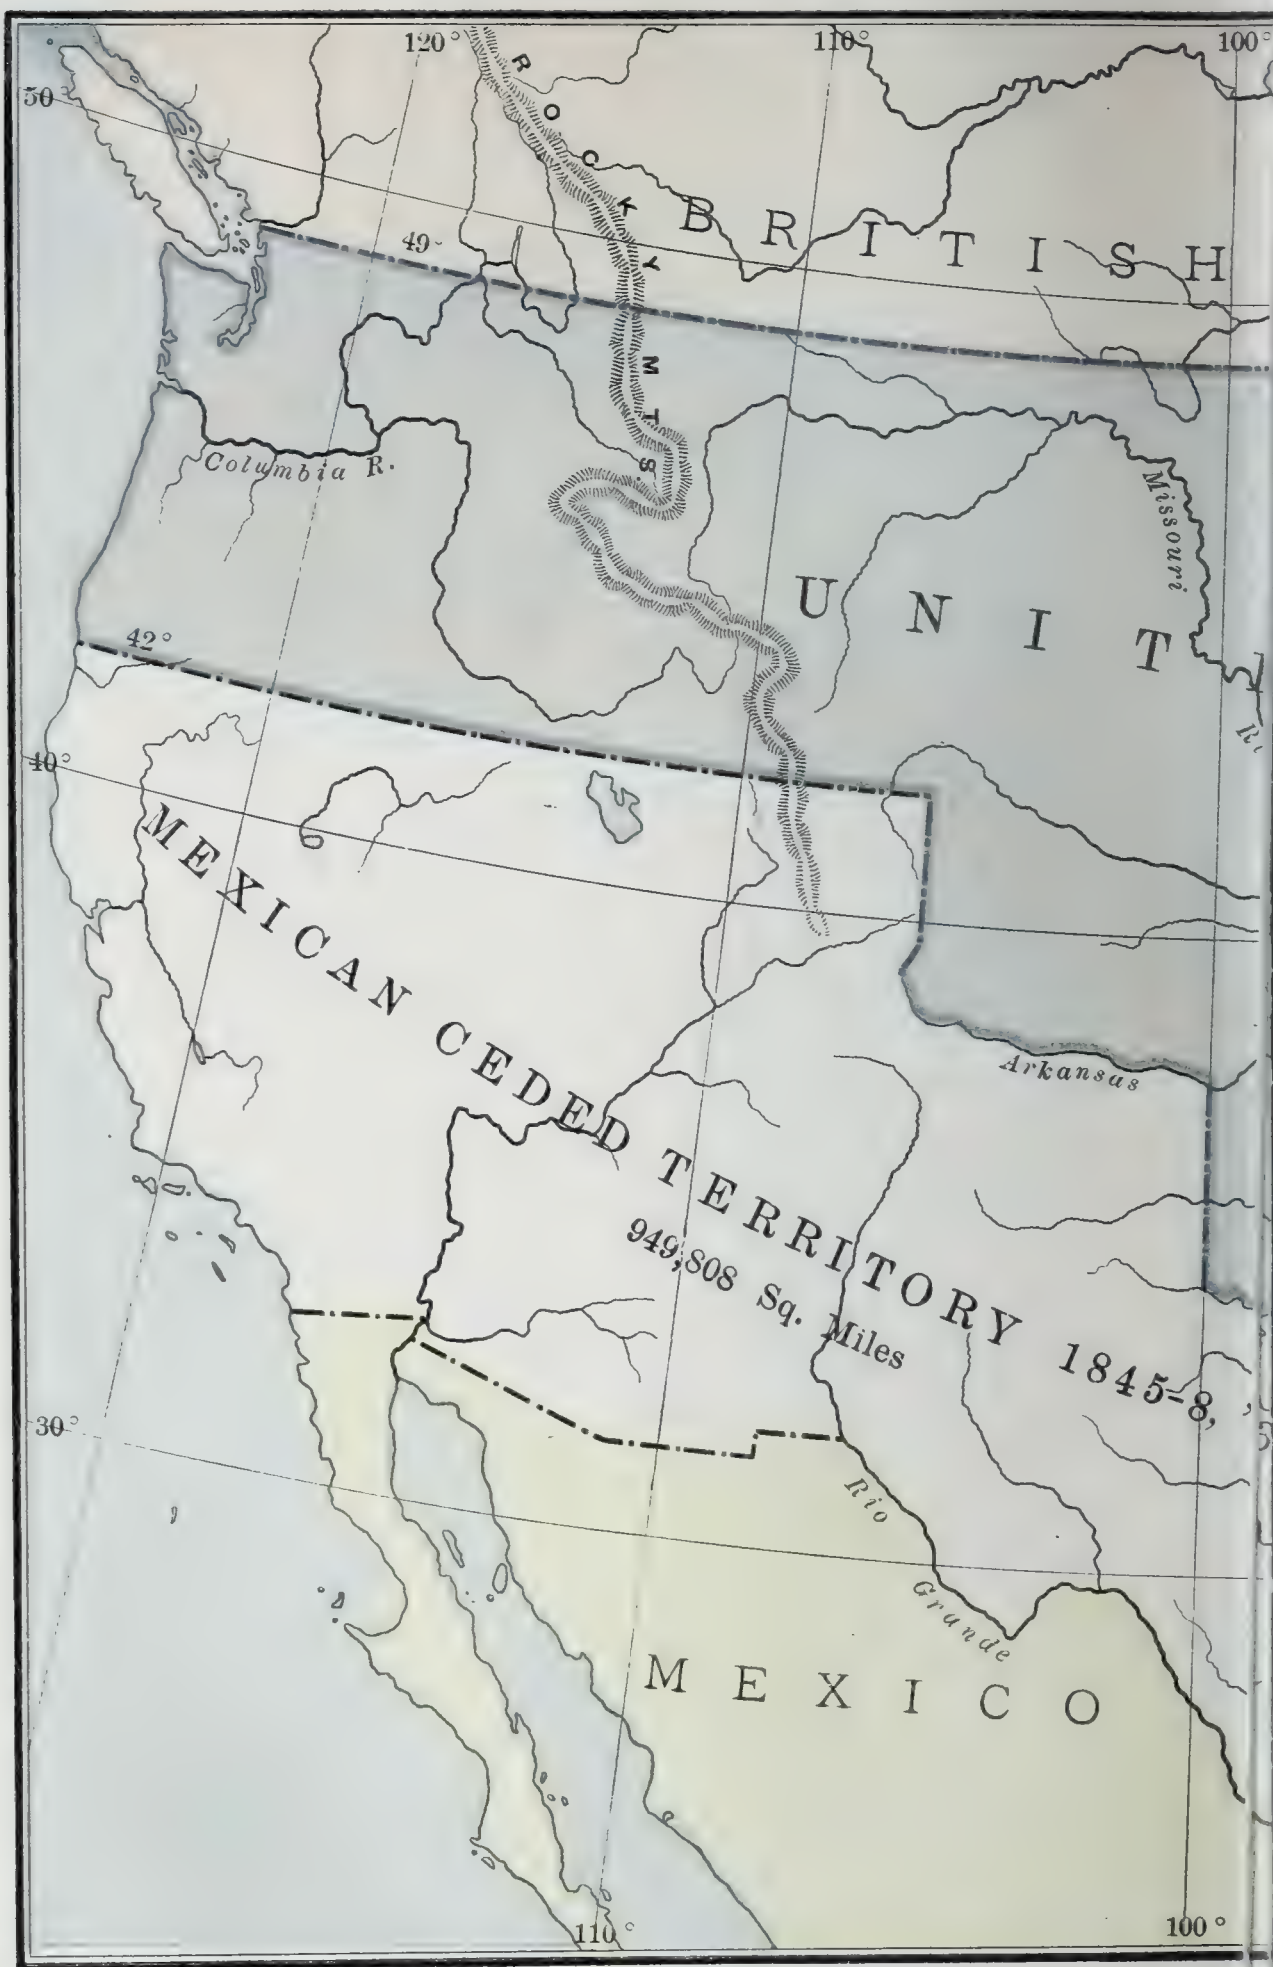 120° 110° 100°
50°
ROCKY MTS.
BRITISH
49
Columbia R.
Missouri
UNIT
42°
40°
MEXICAN CEDED TERRITORY 1845-8,
949,808 Sq. Miles
Arkansas
30°
Rio Grande
MEXICO
110° 100°